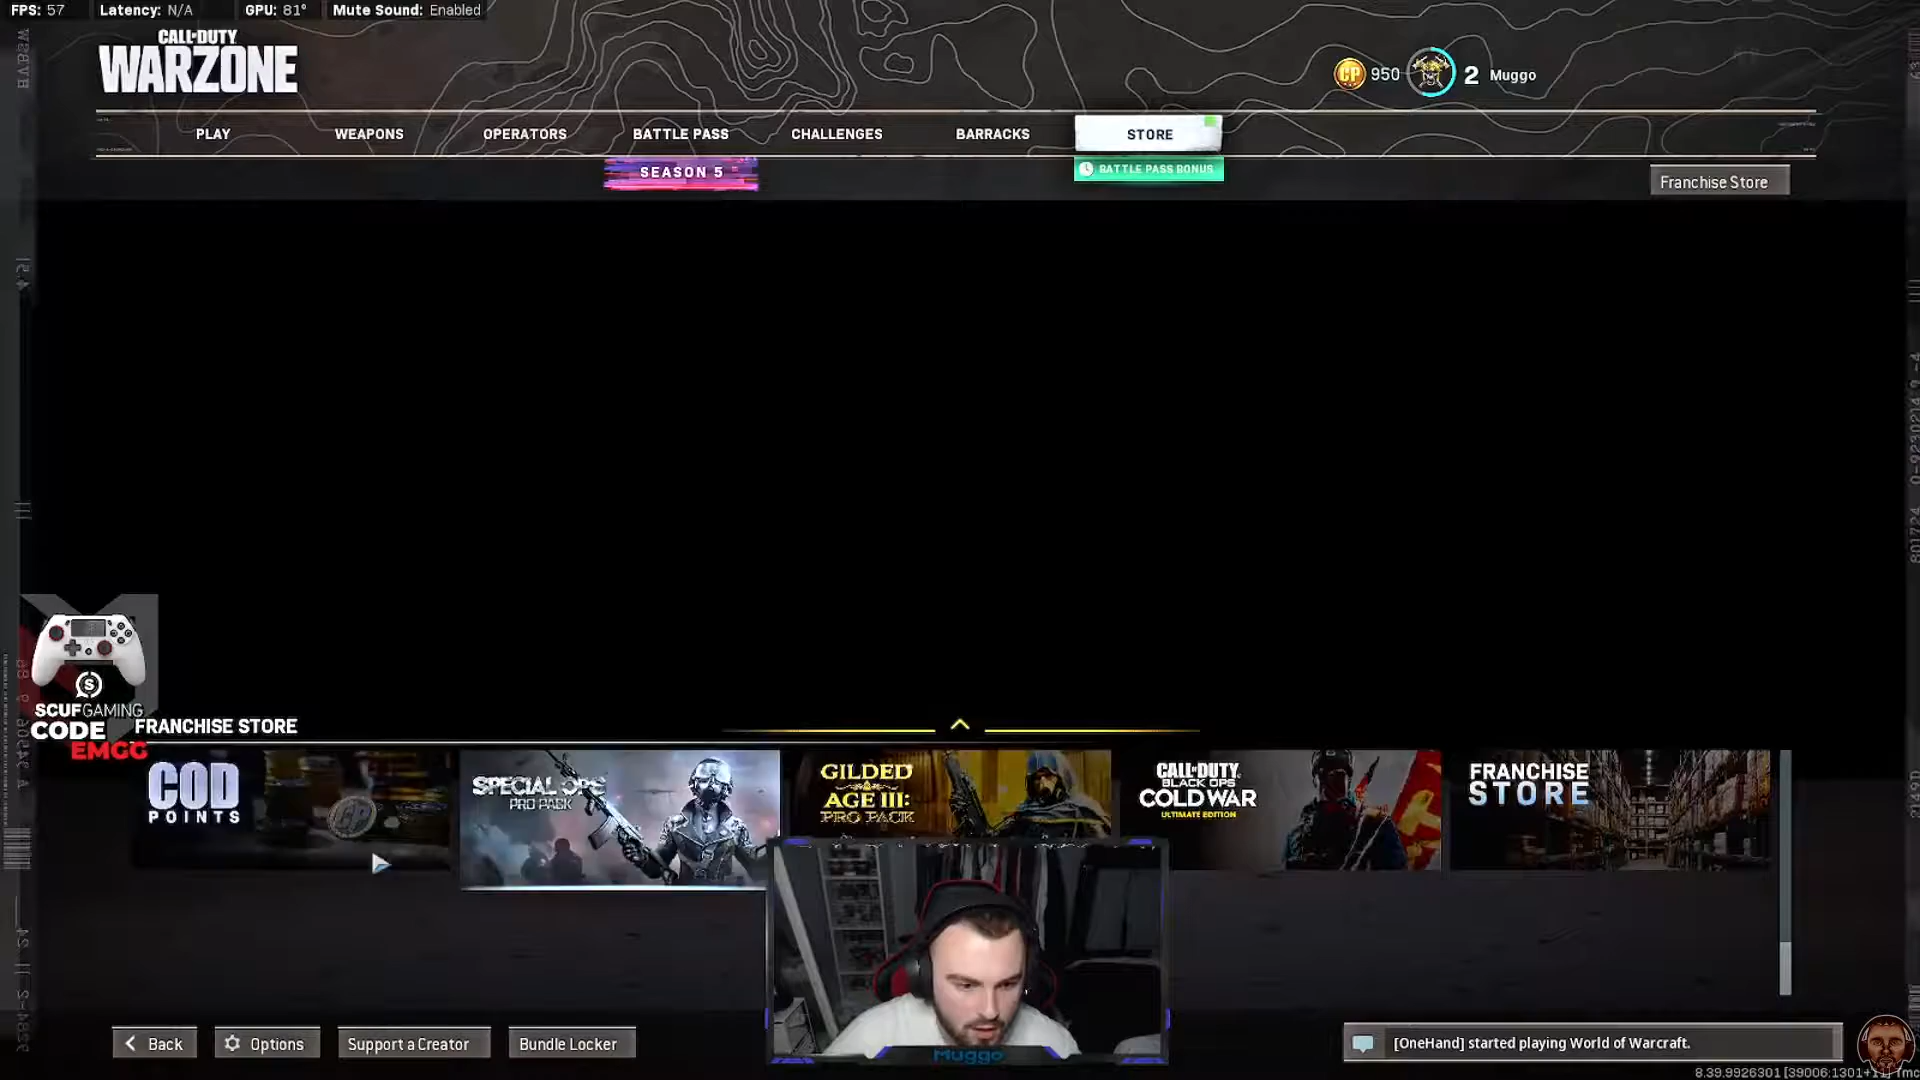 FPS: 57 Latency: N/A GPU: 81° Mute Sound: Enabled
CALL OF DUTY
WARZONE
CP 950 2 Muggo
PLAY WEAPONS OPERATORS BATTLE PASS CHALLENGES BARRACKS STORE
SEASON 5 BATTLE PASS BONUS
Franchise Store
SCUFGAMING
CODE
EMGG
FRANCHISE STORE
COD
POINTS
SPECIAL OPS
PRO PACK
GILDED
AGE III:
PRO PACK
CALL OF DUTY
BLACK OPS
COLD WAR
ULTIMATE EDITION
FRANCHISE
STORE
Back Options Support a Creator Bundle Locker
Muggo
[OneHand] started playing World of Warcraft.